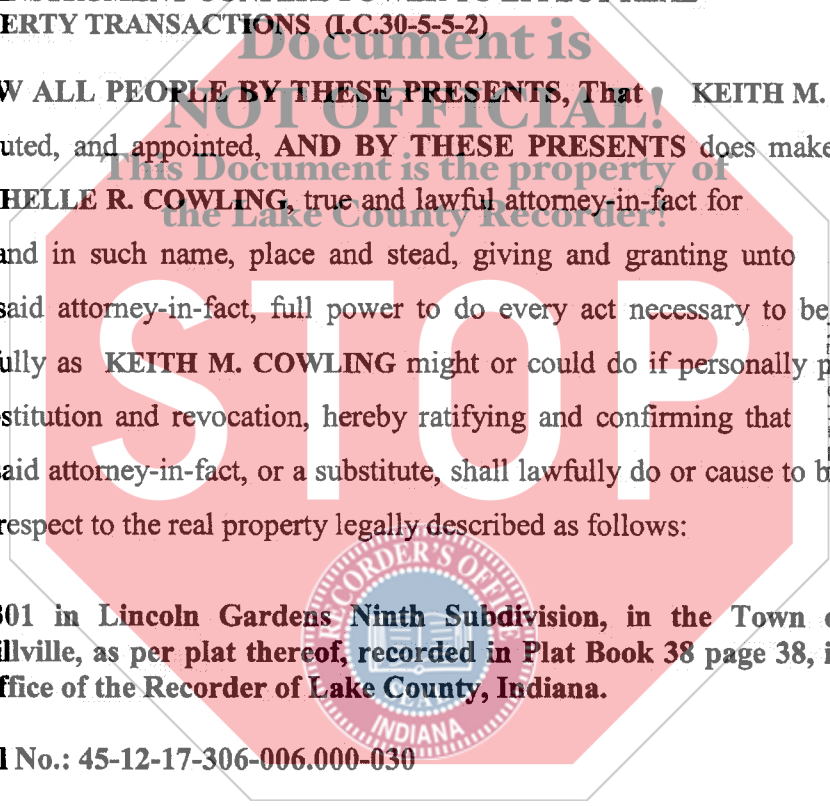 ERTY TRANSACTIONS (I.C.30-5-5-2)
Document is
W ALL PEOPLE BY THESE PRESENTS, That KEITH M.
NOT OFFICIAL!
uted, and appointed, AND BY THESE PRESENTS does make
This Document is the property of
HELLE R. COWLING, true and lawful attorney-in-fact for
the Lake County Recorder!
and in such name, place and stead, giving and granting unto
said attorney-in-fact, full power to do every act necessary to be
ully as KEITH M. COWLING might or could do if personally p
STOP
stitution and revocation, hereby ratifying and confirming that
aid attorney-in-fact, or a substitute, shall lawfully do or cause to b
respect to the real property legally described as follows:
RECORDER'S OFFICE
301 in Lincoln Gardens Ninth Subdivision, in the Town o
illville, as per plat thereof, recorded in Plat Book 38 page 38, i
ffice of the Recorder of Lake County, Indiana.
INDIANA
l No.: 45-12-17-306-006.000-030